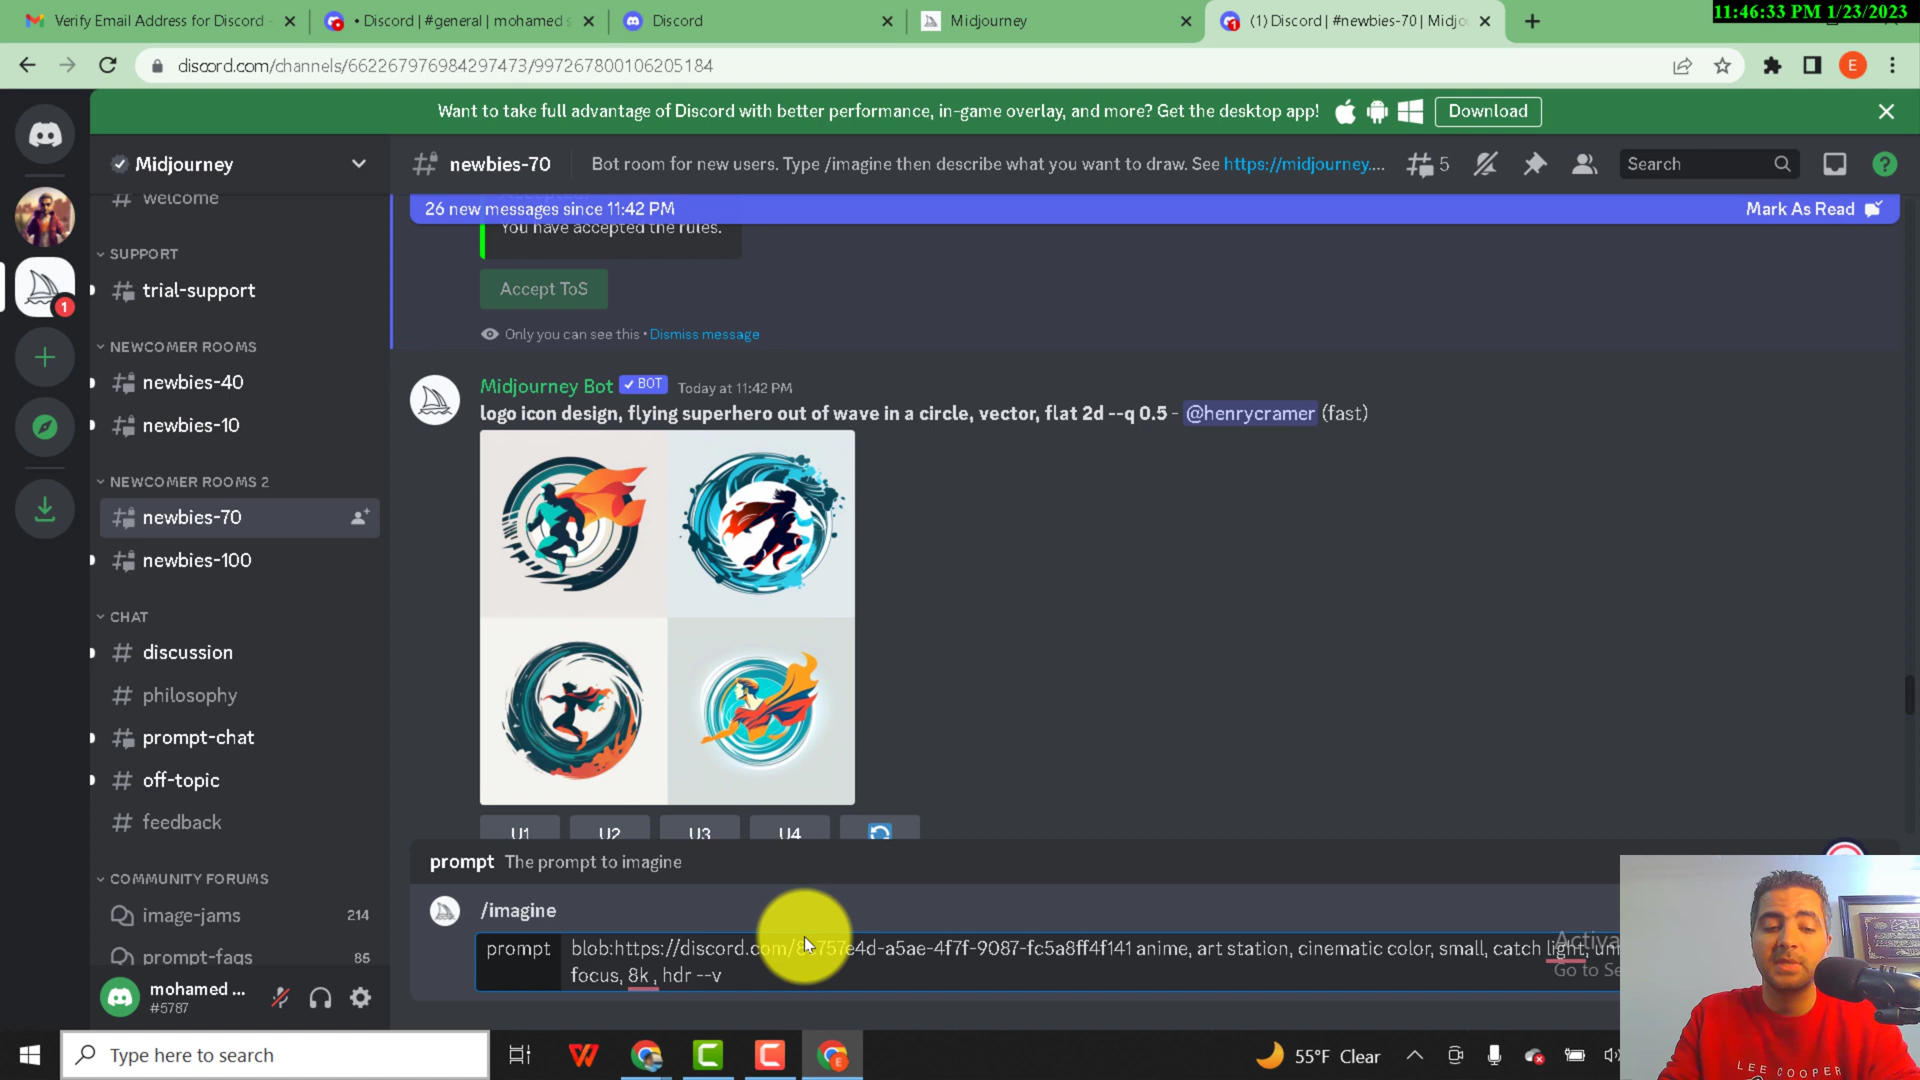 11:46:33 PM 1/23/2023
Verify Email Address for Discord
• Discord | #general | mohamed s
Discord
Midjourney
(1) Discord | #newbies-70 | Midjo
discord.com/channels/662267976984297473/997267800106205184
E
Want to take full advantage of Discord with better performance, in-game overlay, and more? Get the desktop app!
Download
Midjourney
newbies-70
Bot room for new users. Type /imagine then describe what you want to draw. See https://midjourney....
5
Search
welcome
SUPPORT
trial-support
NEWCOMER ROOMS
newbies-40
newbies-10
NEWCOMER ROOMS 2
newbies-70
newbies-100
CHAT
discussion
philosophy
prompt-chat
off-topic
feedback
COMMUNITY FORUMS
image-jams 214
prompt-faqs 85
mohamed ...
#5787
1
26 new messages since 11:42 PM
Mark As Read
You have accepted the rules.
Accept ToS
Only you can see this • Dismiss message
Midjourney Bot BOT Today at 11:42 PM
logo icon design, flying superhero out of wave in a circle, vector, flat 2d --q 0.5 - @henrycramer (fast)
U1 U2 U3 U4
prompt The prompt to imagine
/imagine
prompt blob:https://discord.com/ 757e4d-a5ae-4f7f-9087-fc5a8ff4f141 anime, art station, cinematic color, small, catch light,
focus, 8k , hdr --v
Activa
Go to Se
Type here to search
55°F Clear
LEE COOPER